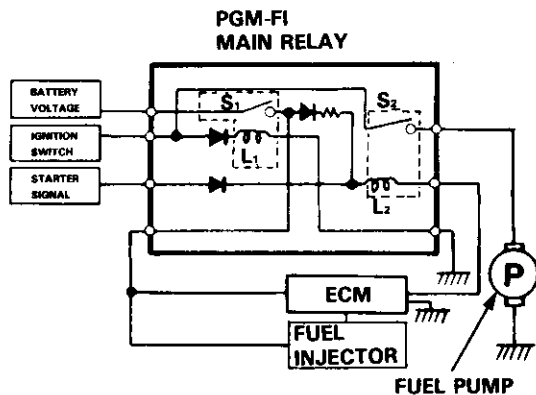 PGM-FI
MAIN RELAY
BATTERY
VOLTAGE
IGNITION
SWITCH
STARTER
SIGNAL
S1
L1
S2
L2
ECM
FUEL
INJECTOR
P
FUEL PUMP